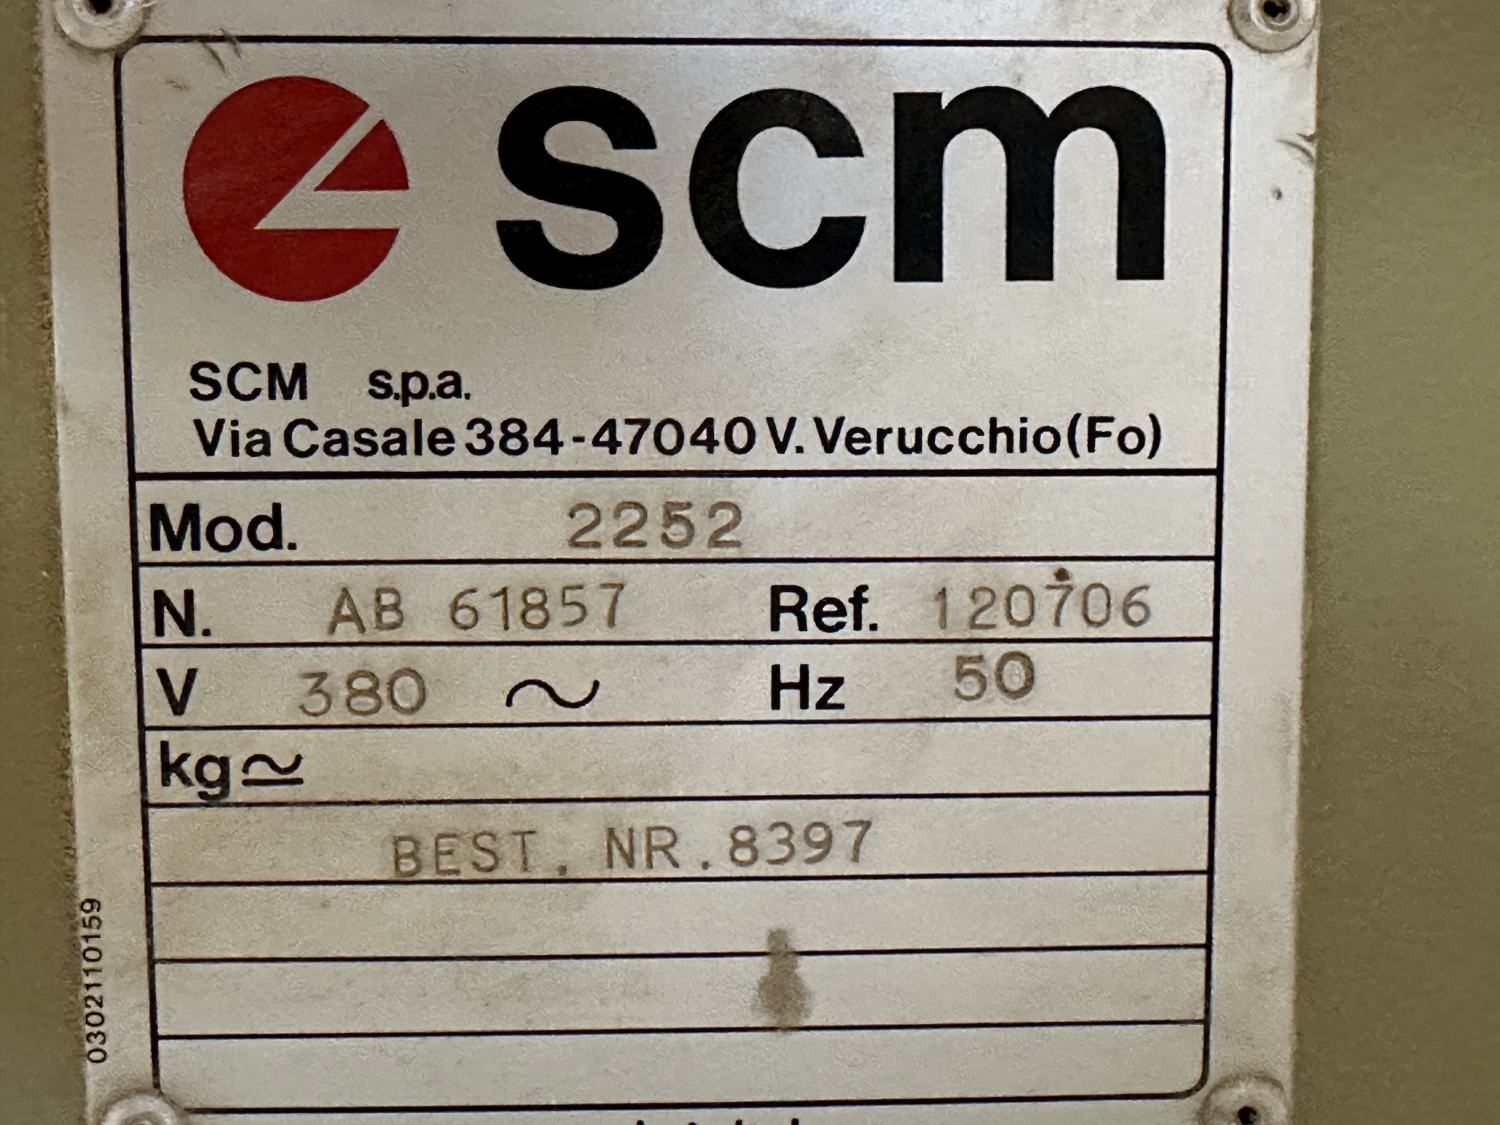 scm
SCM s.p.a.
Via Casale 384-47040 V. Verucchio (Fo)
Mod. 2252
N. AB 61857 Ref. 120706
V 380 ~ Hz 50
kg ≃
BEST. NR. 8397
0302110159